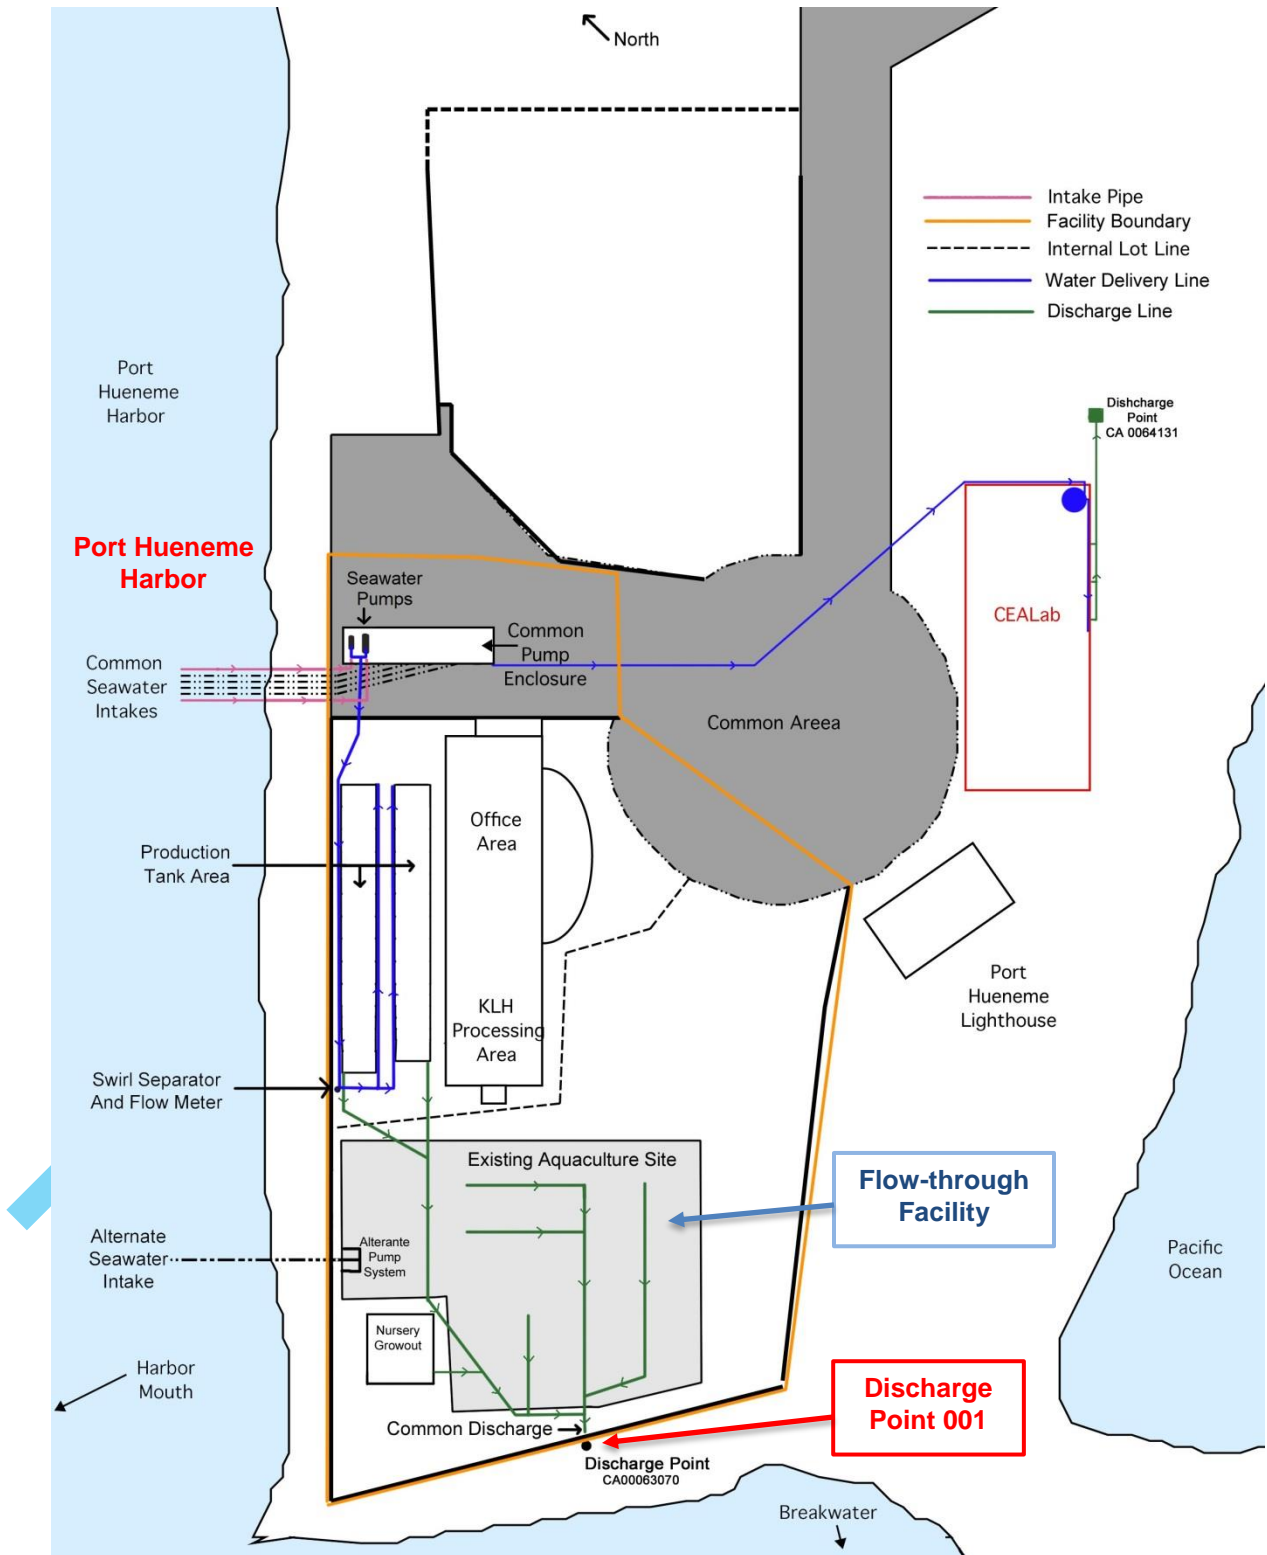 North
Intake Pipe
Facility Boundary
Internal Lot Line
Water Delivery Line
Discharge Line
Port
Hueneme
Harbor
Dishcharge
Point
CA 0064131
Port Hueneme
Harbor
Seawater
Pumps
Common
Pump
Enclosure
CEALab
Common
Seawater
Intakes
Common Areea
Office
Area
Production
Tank Area
Port
Hueneme
Lighthouse
KLH
Processing
Area
Swirl Separator
And Flow Meter
Existing Aquaculture Site
Flow-through
Facility
Alternate
Seawater
Intake
Alterante
Pump
System
Pacific
Ocean
Nursery
Growout
Harbor
Mouth
Discharge
Point 001
Common Discharge
Discharge Point
CA00063070
Breakwater